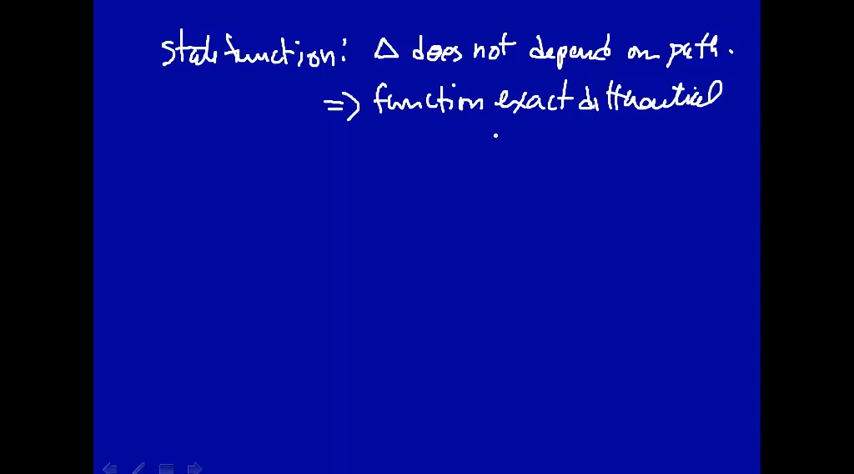 State function: Δ does not depend on path.
=> function exact differential